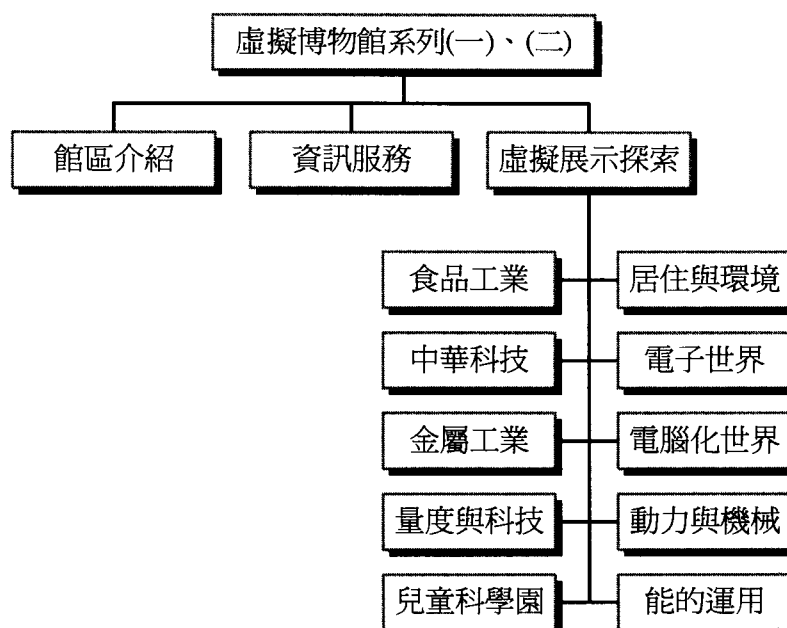 虛擬博物館系列(一)、(二)
館區介紹
資訊服務
虛擬展示探索
食品工業
居住與環境
中華科技
電子世界
金屬工業
電腦化世界
量度與科技
動力與機械
兒童科學園
能的運用